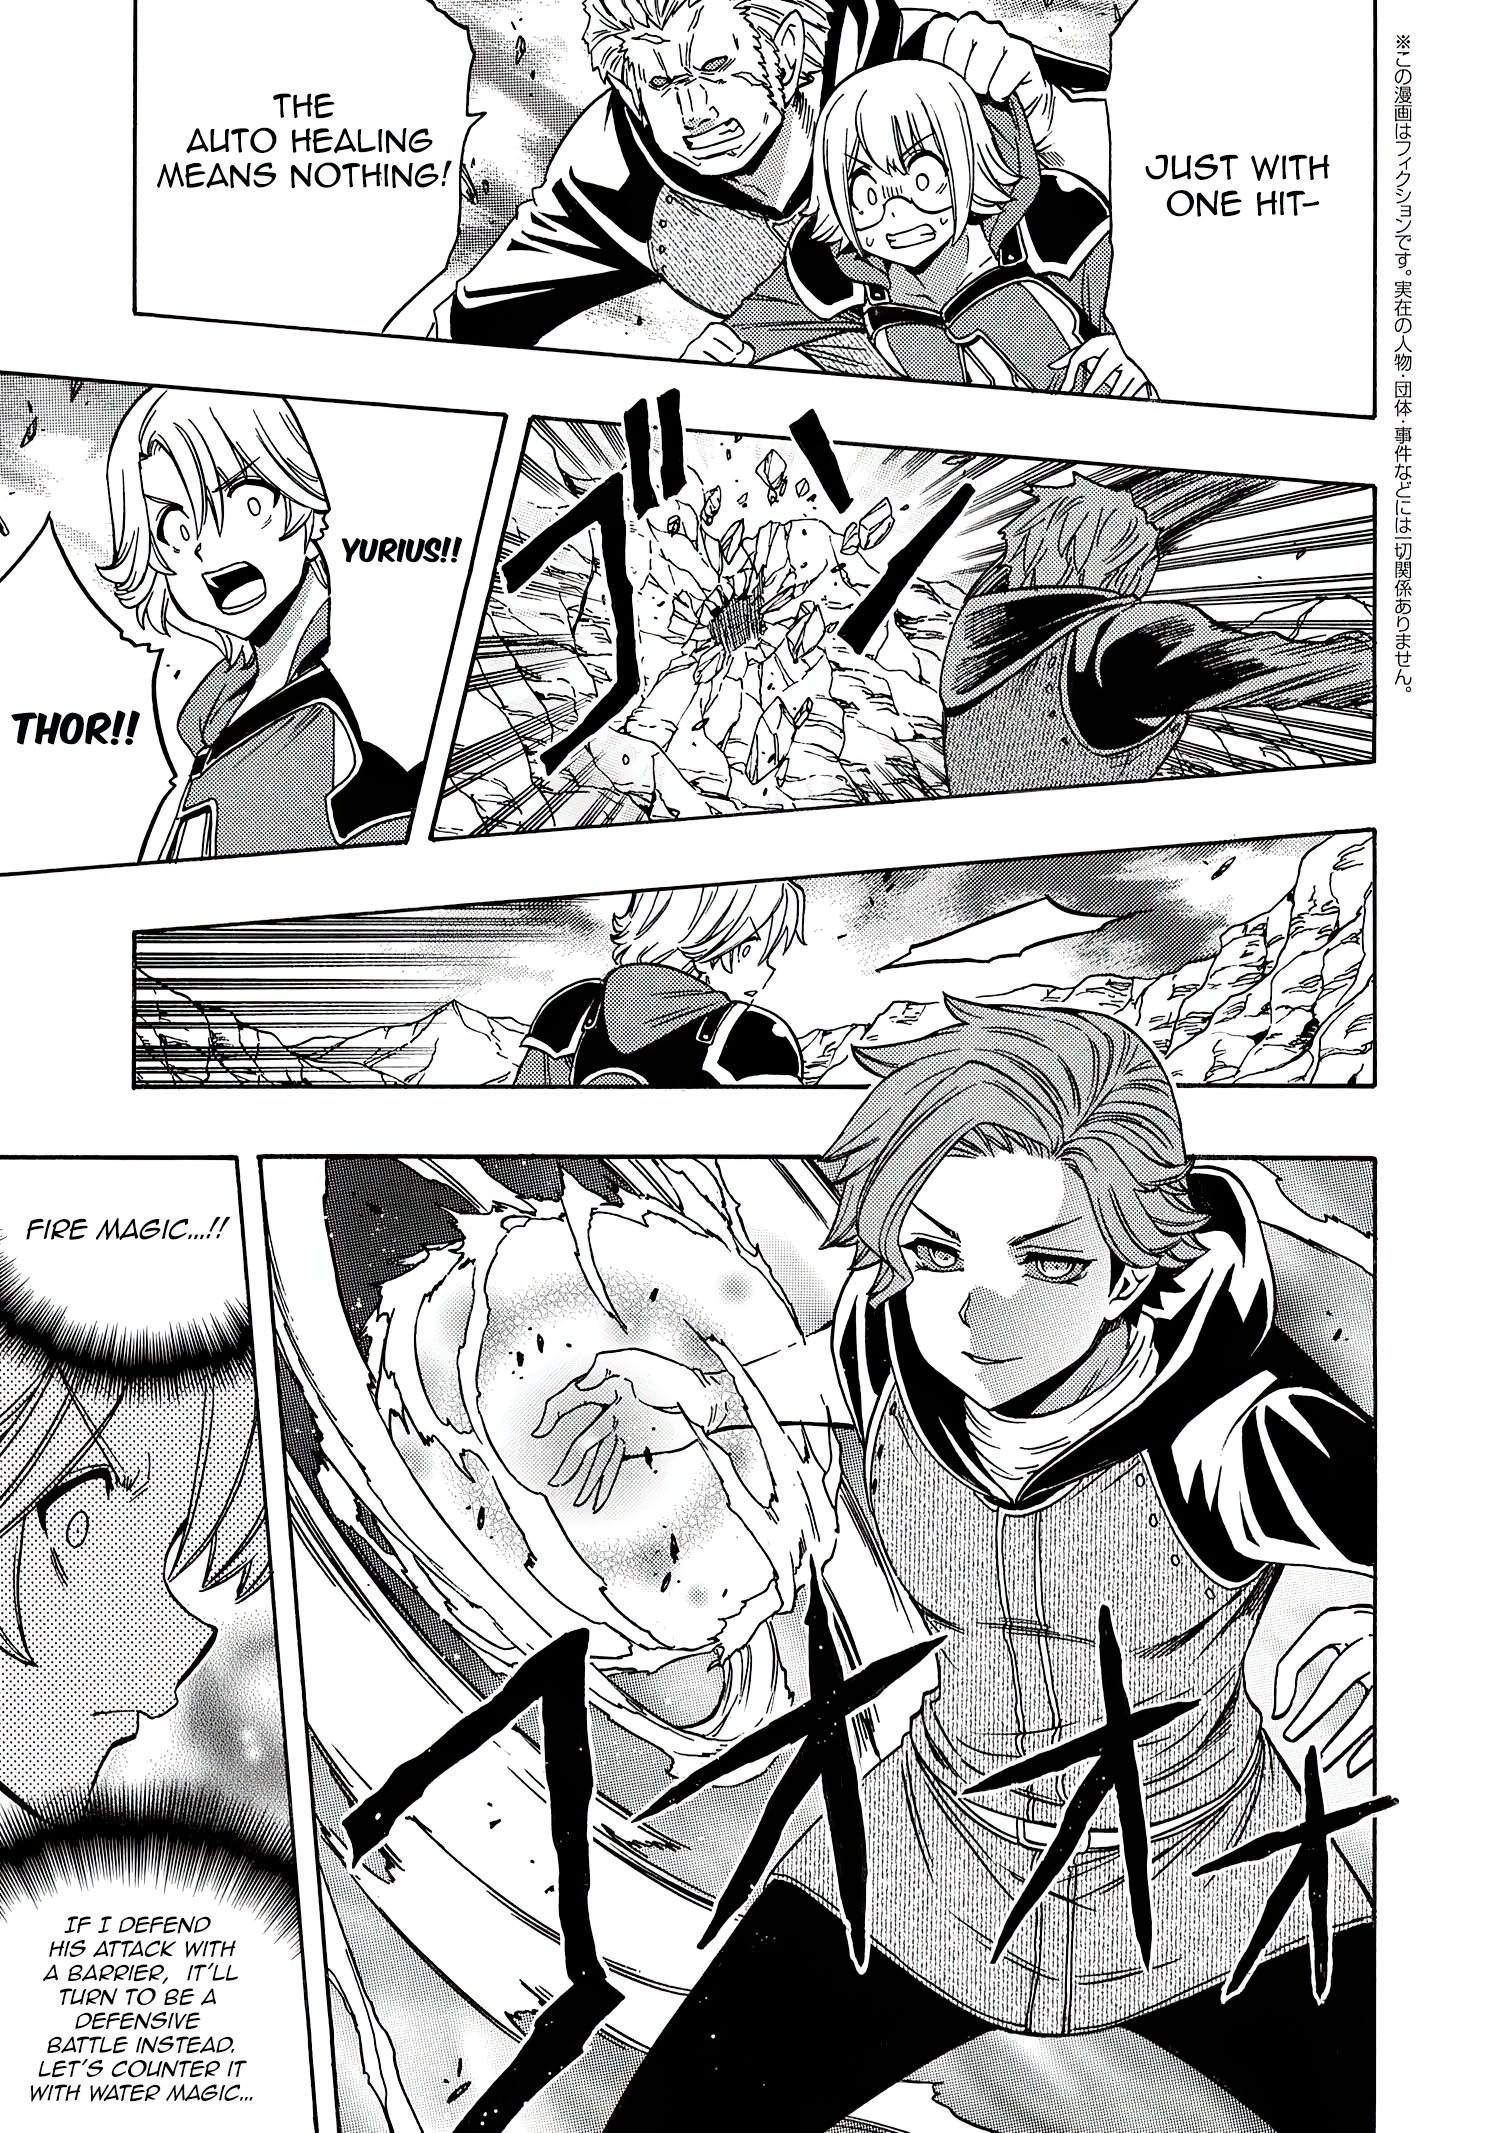 ※この漫画はフィクションです。実在の人物・団体・事件などには一切関係ありません。
JUST WITH
ONE HIT-
THE
AUTO HEALING
MEANS NOTHING!
ズン
YURIUS!!
THOR!!
ズオオオ
FIRE MAGIC...!!
IF I DEFEND
HIS ATTACK WITH
A BARRIER, IT'LL
TURN TO BE A
DEFENSIVE
BATTLE INSTEAD.
LET'S COUNTER IT
WITH WATER MAGIC...